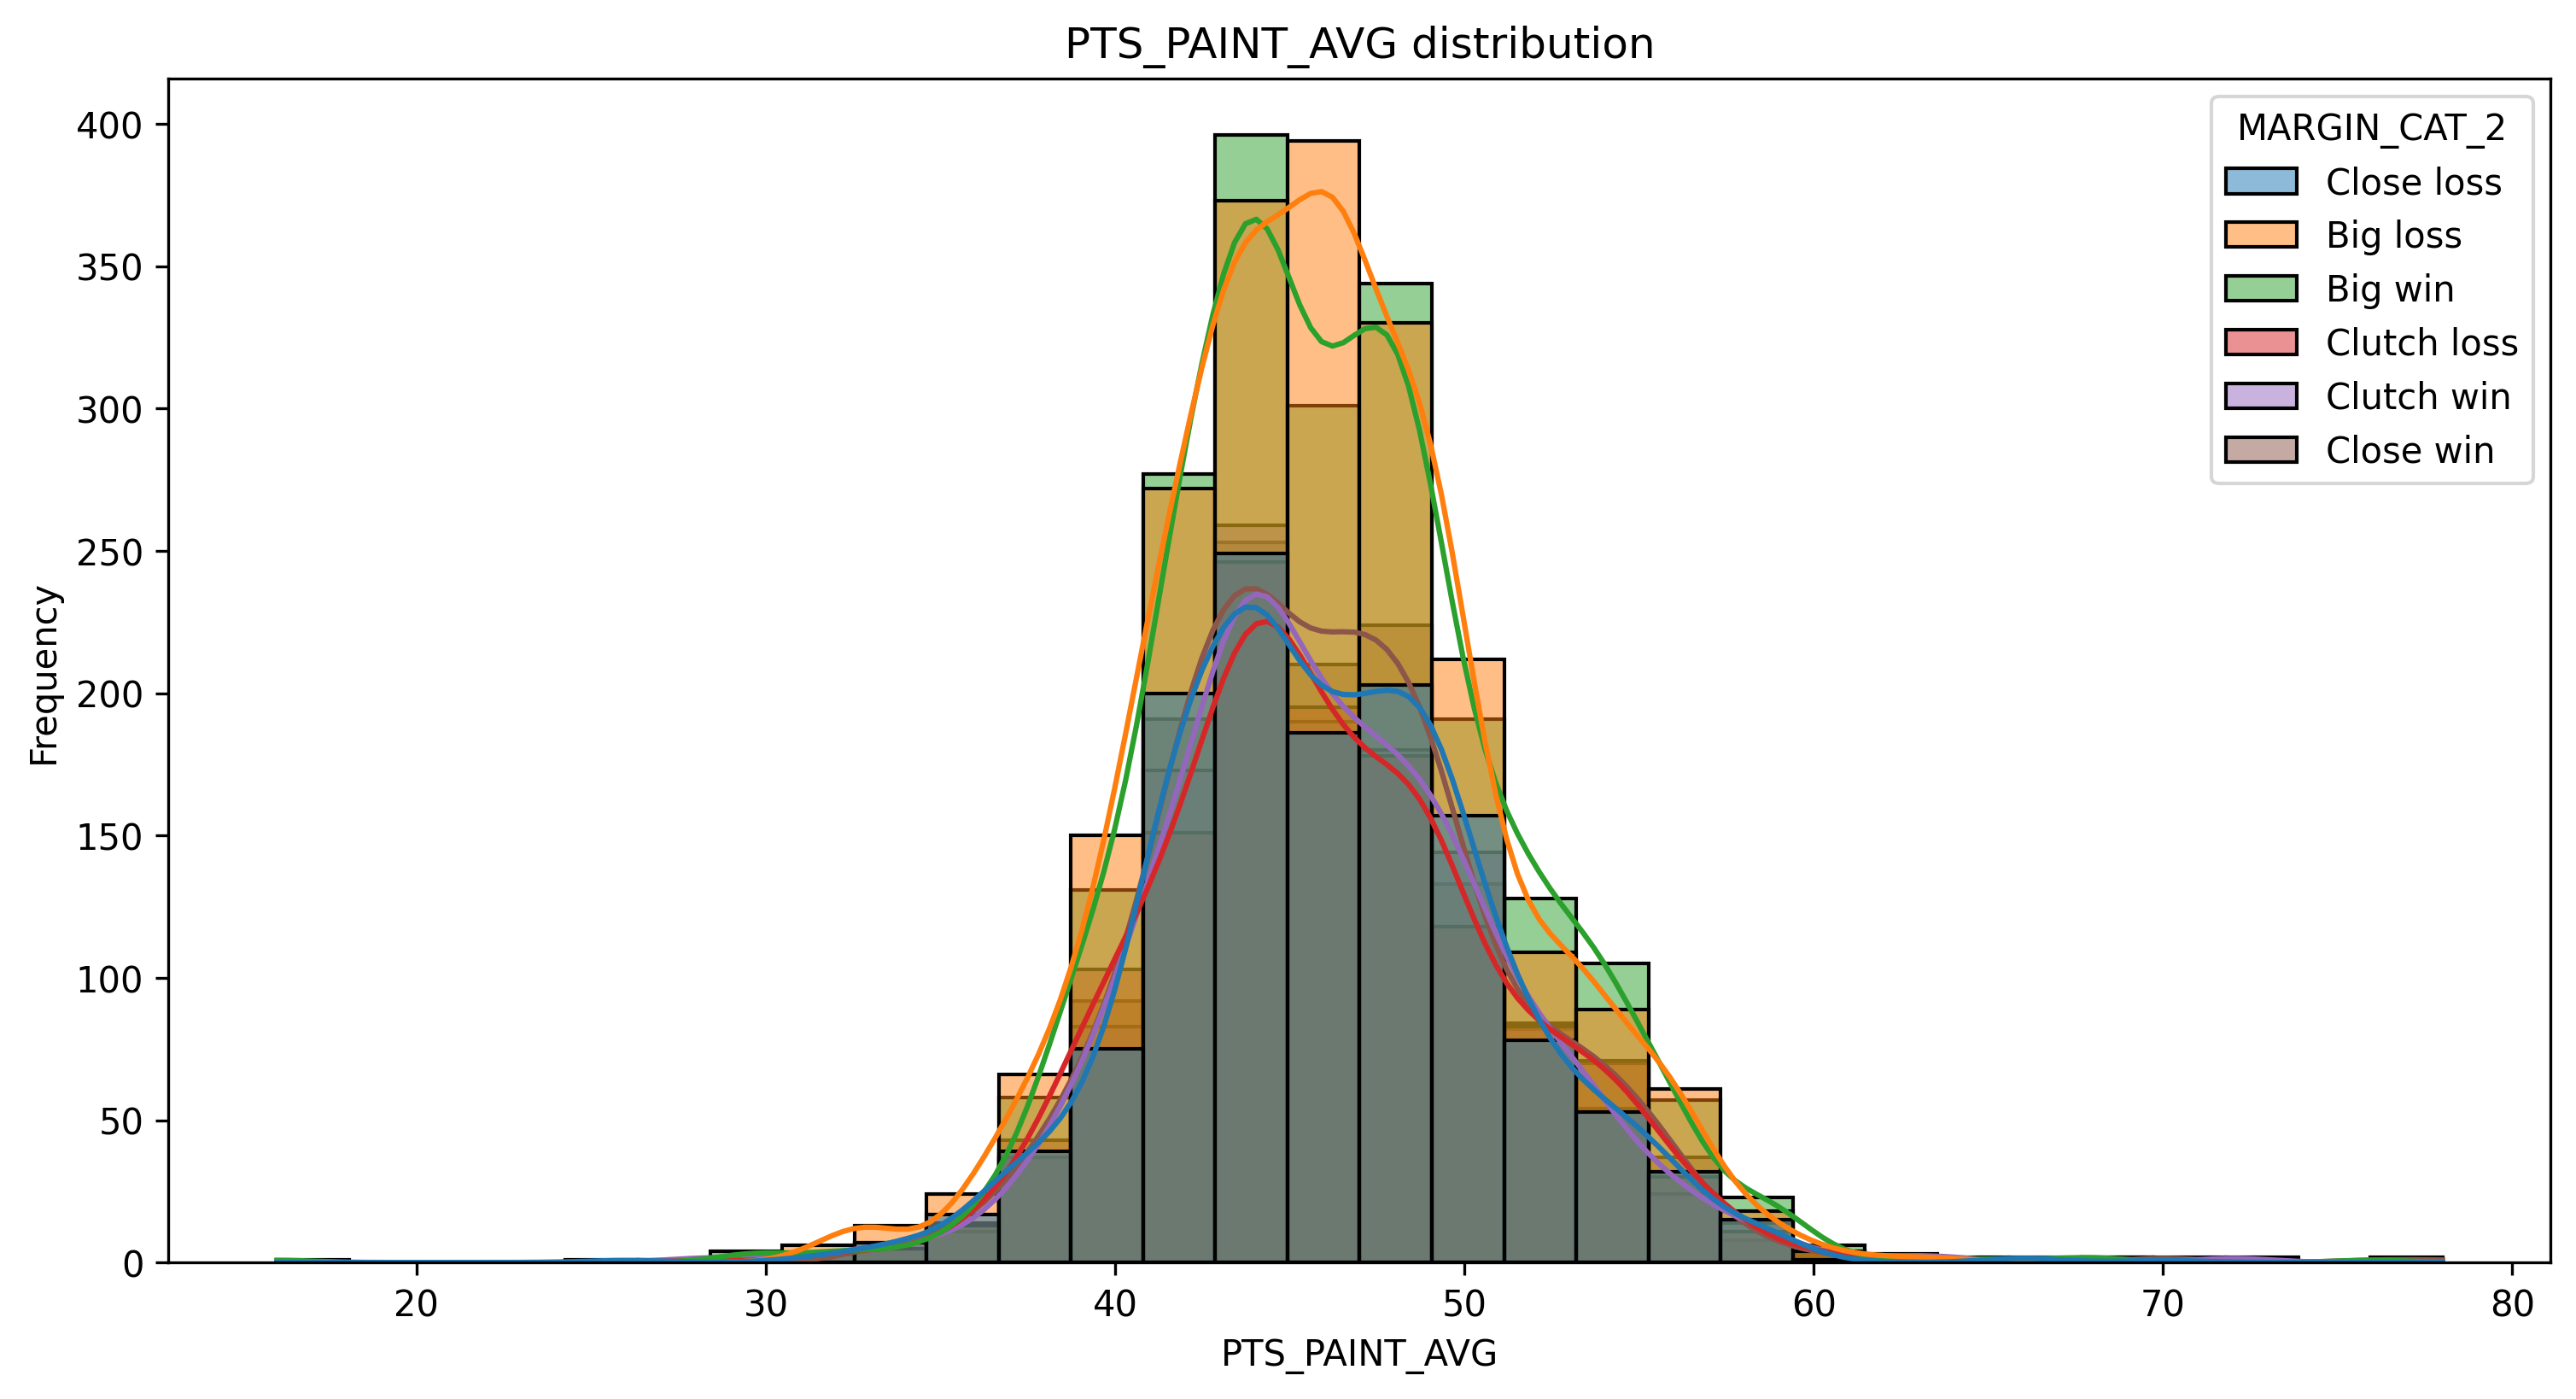 PTS_PAINT_AVG distribution
400
350
300
250
200
150
100
50
0
Frequency
MARGIN_CAT_2
Close loss
Big loss
Big win
Clutch loss
Clutch win
Close win
20 30 40 50 60 70 80
PTS_PAINT_AVG